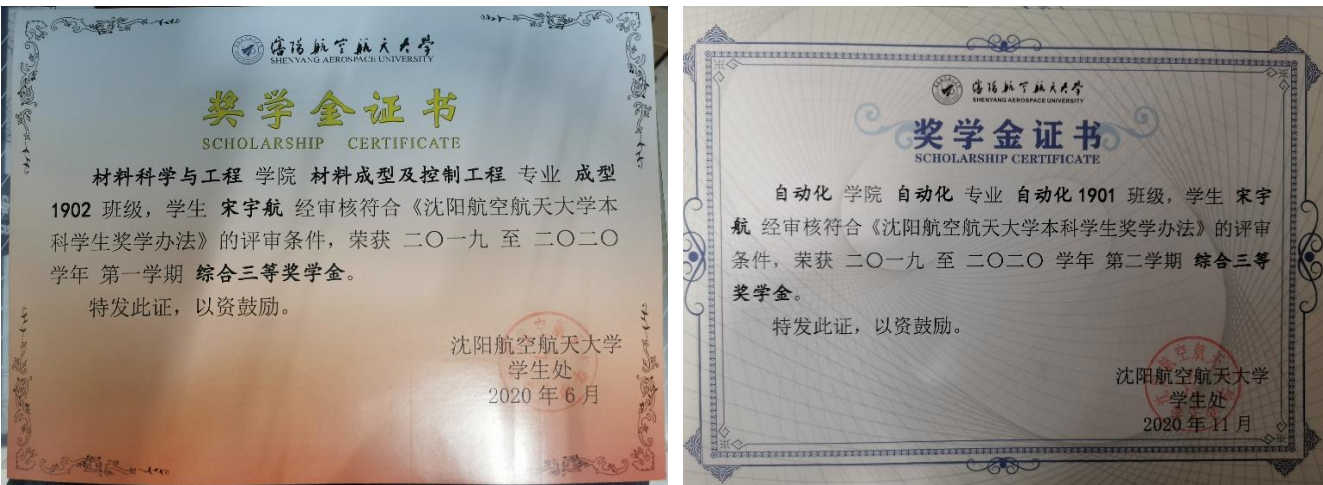 沈阳航空航天大学
SHENYANG AEROSPACE UNIVERSITY
奖学金证书
SCHOLARSHIP CERTIFICATE
材料科学与工程 学院 材料成型及控制工程 专业 成型
1902 班级，学生 宋宇航 经审核符合《沈阳航空航天大学本
科学生奖学办法》的评审条件，荣获 二〇一九 至 二〇二〇
学年 第一学期 综合三等奖学金。
特发此证，以资鼓励。
沈阳航空航天大学
学生处
2020 年 6 月
沈阳航空航天大学
SHENYANG AEROSPACE UNIVERSITY
奖学金证书
SCHOLARSHIP CERTIFICATE
自动化 学院 自动化 专业 自动化 1901 班级，学生 宋宇
航 经审核符合《沈阳航空航天大学本科学生奖学办法》的评审
条件，荣获 二〇一九 至 二〇二〇 学年 第二学期 综合三等
奖学金。
特发此证，以资鼓励。
沈阳航空航天大学
学生处
2020 年 11 月